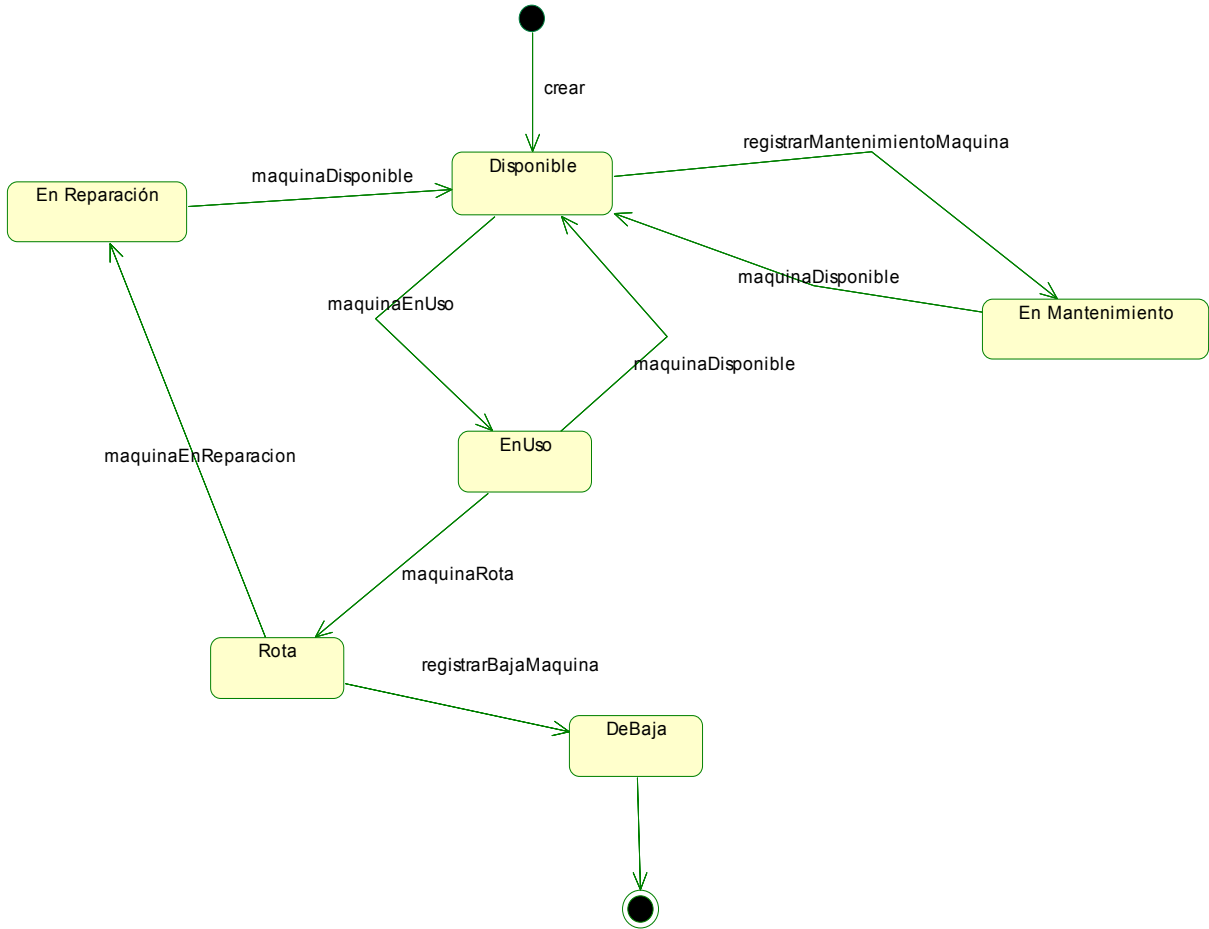 crear
registrarMantenimientoMaquina
Disponible
maquinaDisponible
En Reparación
maquinaDisponible
maquinaEnUso
En Mantenimiento
maquinaDisponible
EnUso
maquinaEnReparacion
maquinaRota
Rota
registrarBajaMaquina
DeBaja